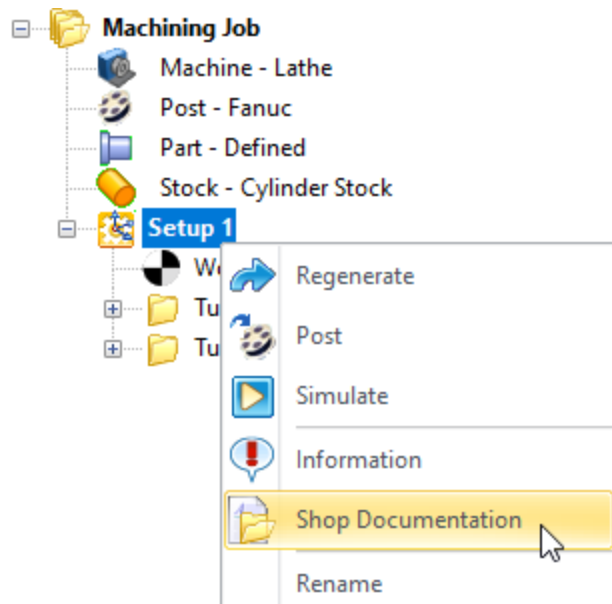 Machining Job
Machine - Lathe
Post - Fanuc
Part - Defined
Stock - Cylinder Stock
Setup 1
Regenerate
Post
Simulate
Information
Shop Documentation
Rename